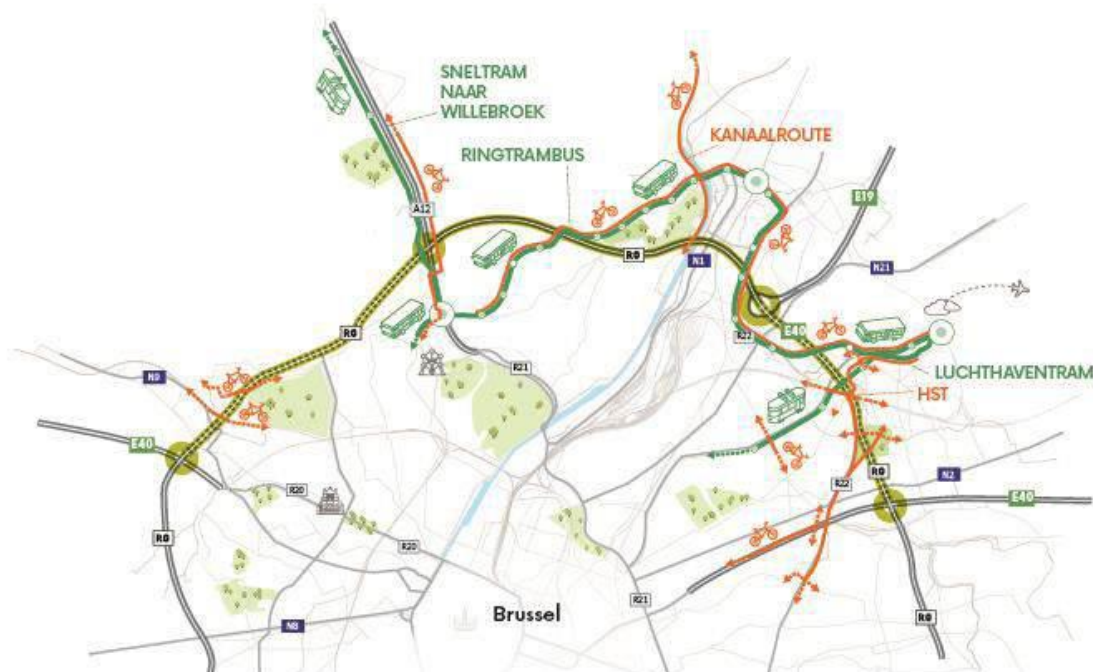 SNELTRAM
NAAR
WILLEBROEK
KANAALROUTE
RINGTRAMBUS
E19
A12
R0
N1
N21
E40
R0
R22
R21
LUCHTHAVENTRAM
N9
HST
E40
R0
N2
R20
R22
E40
R0
R20
R21
Brussel
R0
N8